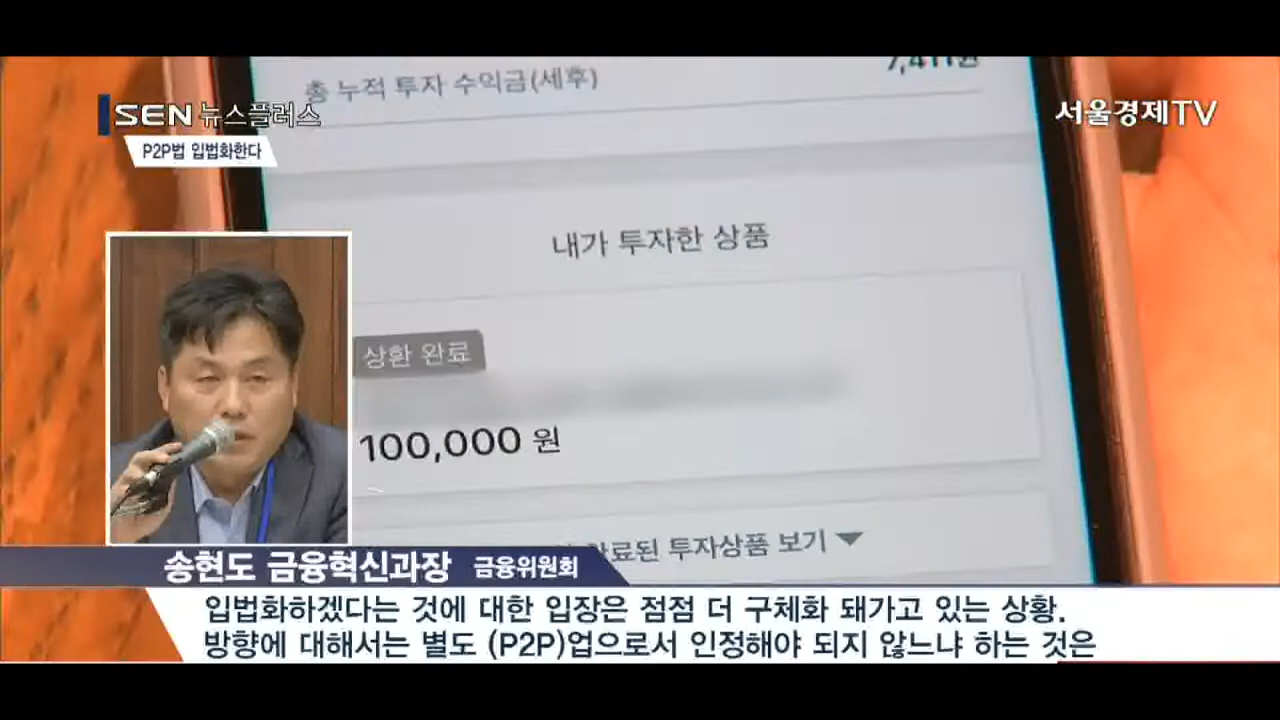 총 누적 투자 수익금(세후)
7,411원
SEN 뉴스플러스
서울경제TV
P2P법 입법화한다
내가 투자한 상품
상환 완료
100,000 원
완료된 투자상품 보기
송현도 금융혁신과장 금융위원회
입법화하겠다는 것에 대한 입장은 점점 더 구체화 돼가고 있는 상황.
방향에 대해서는 별도 (P2P)업으로서 인정해야 되지 않느냐 하는 것은